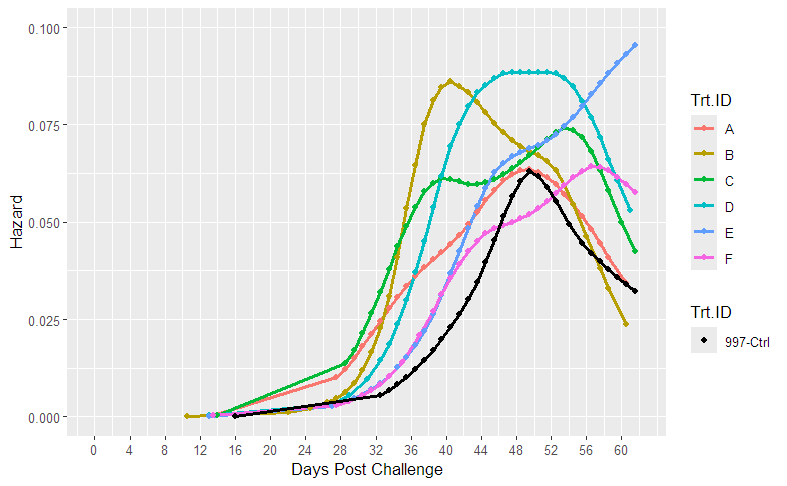 0.100
0.075
0.050
0.025
0.000
Hazard
0 4 8 12 16 20 24 28 32 36 40 44 48 52 56 60
Days Post Challenge
Trt.ID
A
B
C
D
E
F
Trt.ID
997-Ctrl